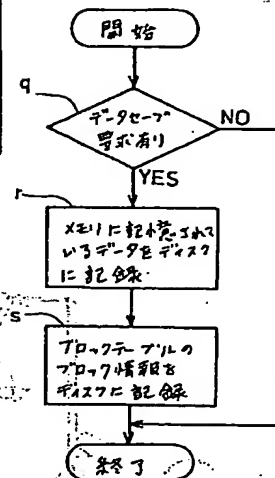 開始
q
データセーブ
要求有り
NO
YES
r
メモリに記憶されて
いるデータをディスク
に記録.
s
ブロックテーブルの
ブロック情報を
ディスクに記録
終了